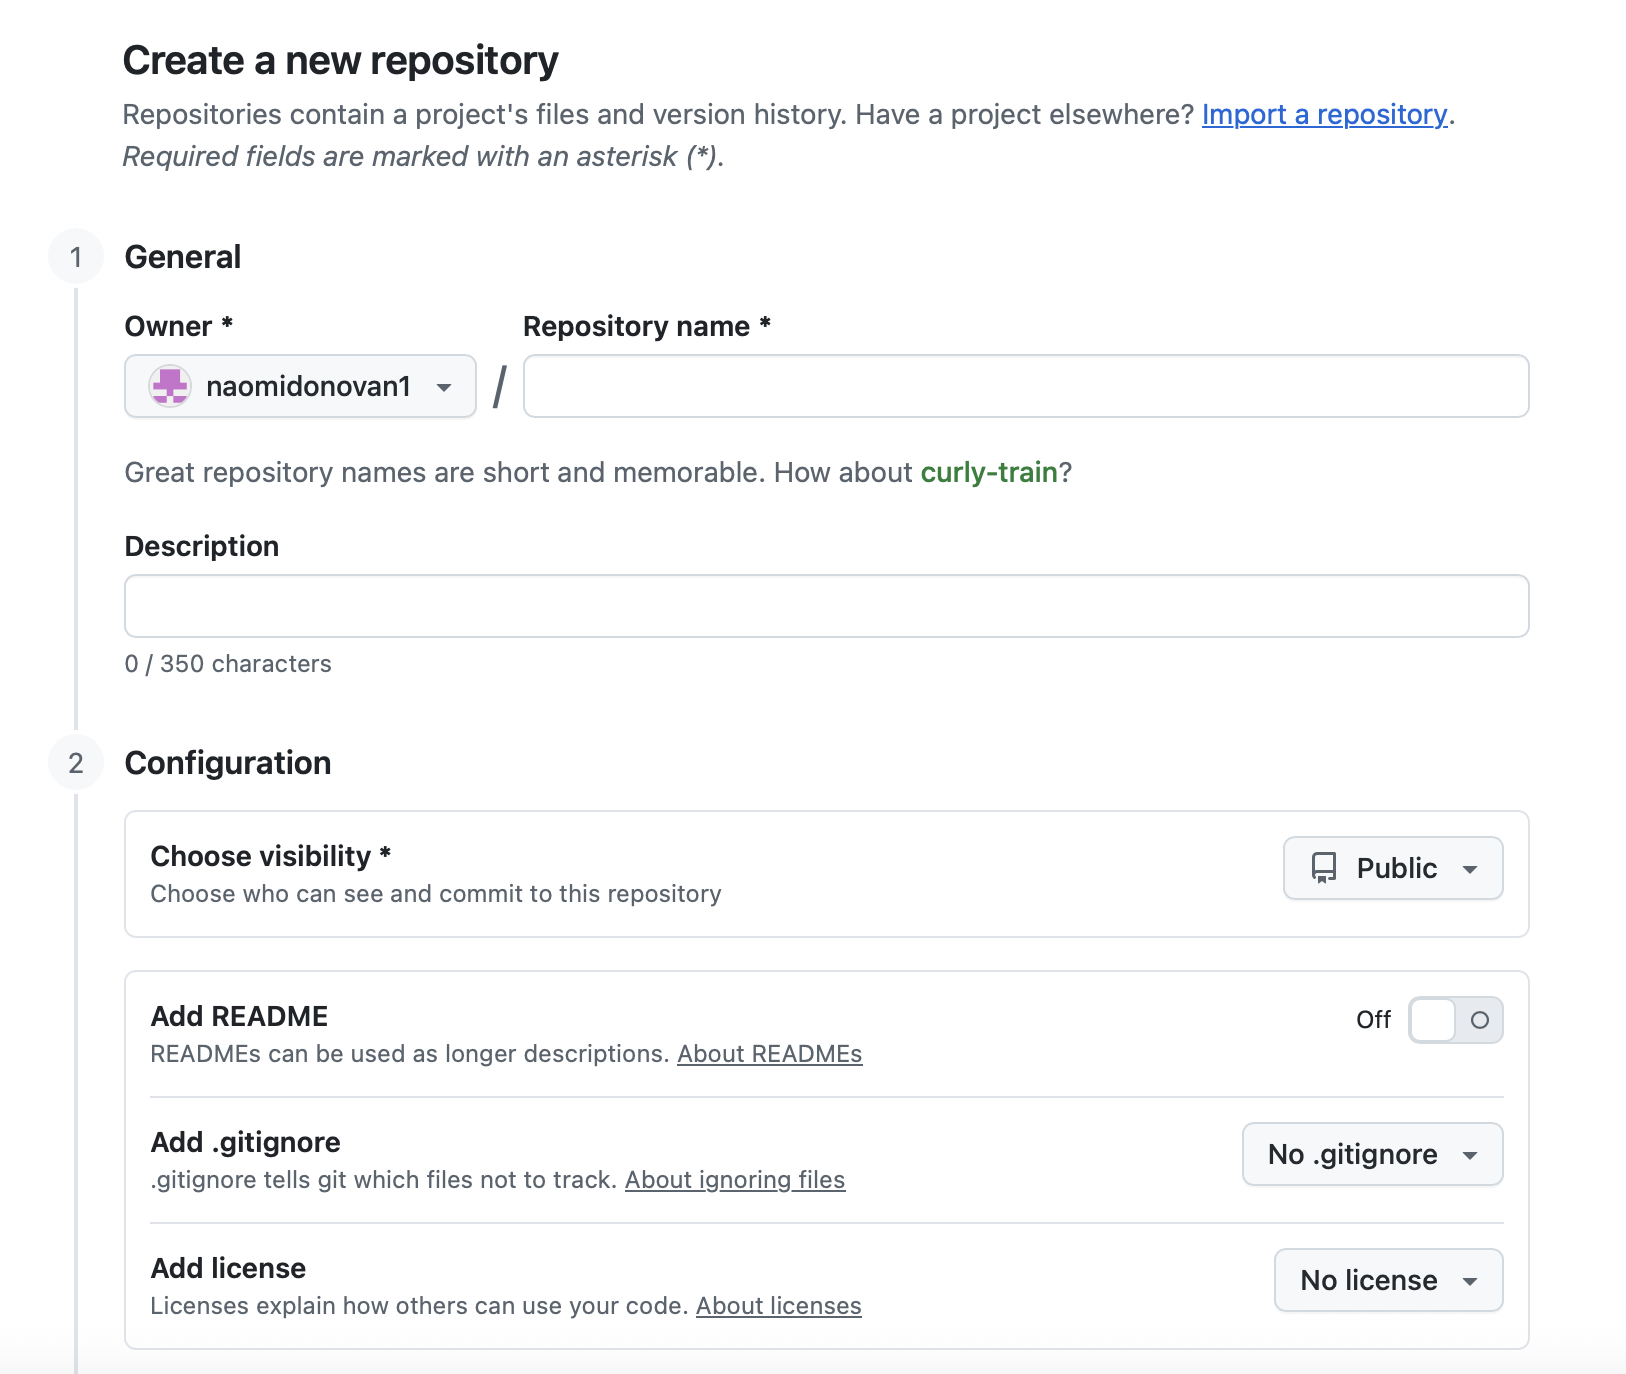 Create a new repository
Repositories contain a project's files and version history. Have a project elsewhere? Import a repository.
Required fields are marked with an asterisk (*).
1
General
Owner *
Repository name *
naomidonovan1
/
Great repository names are short and memorable. How about curly-train?
Description
0 / 350 characters
2
Configuration
Choose visibility *
Choose who can see and commit to this repository
Public
Add README
READMEs can be used as longer descriptions. About READMEs
Off
Add .gitignore
.gitignore tells git which files not to track. About ignoring files
No .gitignore
Add license
Licenses explain how others can use your code. About licenses
No license